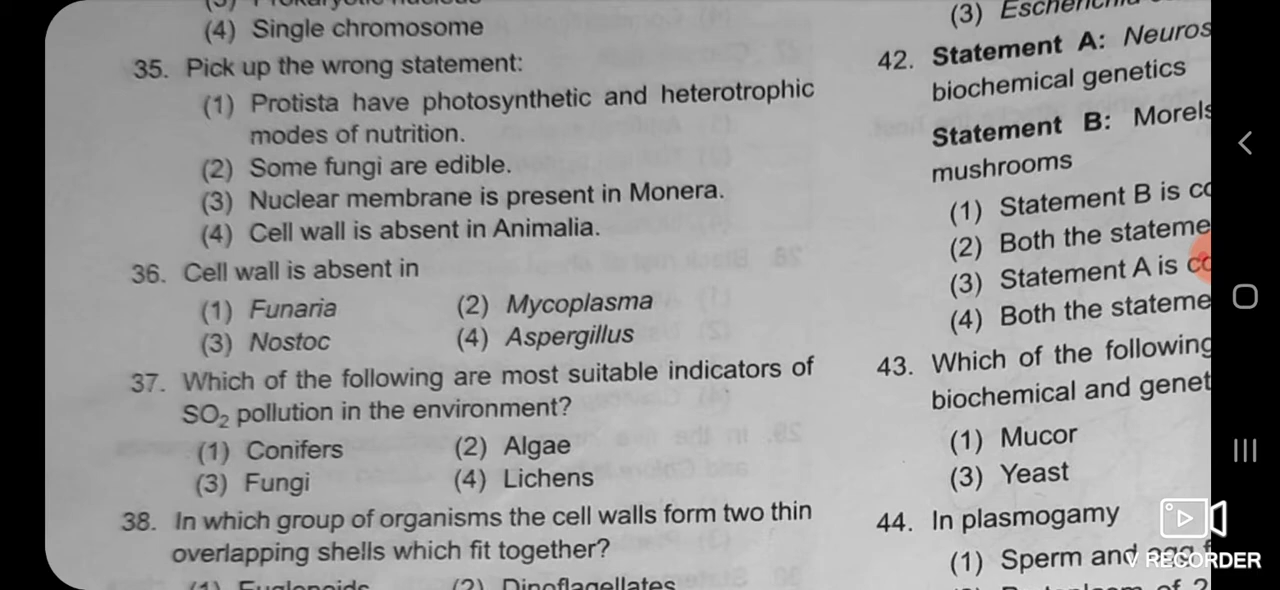 (4) Single chromosome
35. Pick up the wrong statement:
(1) Protista have photosynthetic and heterotrophic
modes of nutrition.
(2) Some fungi are edible.
(3) Nuclear membrane is present in Monera.
(4) Cell wall is absent in Animalia.
36. Cell wall is absent in
(1) Funaria (2) Mycoplasma
(3) Nostoc (4) Aspergillus
37. Which of the following are most suitable indicators of
SO2 pollution in the environment?
(1) Conifers (2) Algae
(3) Fungi (4) Lichens
38. In which group of organisms the cell walls form two thin
overlapping shells which fit together?
(2) Dinoflagellates
(3)
42. Statement A: Neuros
biochemical genetics
Statement B: Morels
mushrooms
(1) Statement B is co
(2) Both the stateme
(3) Statement A is co
(4) Both the stateme
43. Which of the following
biochemical and genet
(1) Mucor
(3) Yeast
44. In plasmogamy
(1) Sperm and
V RECORDER